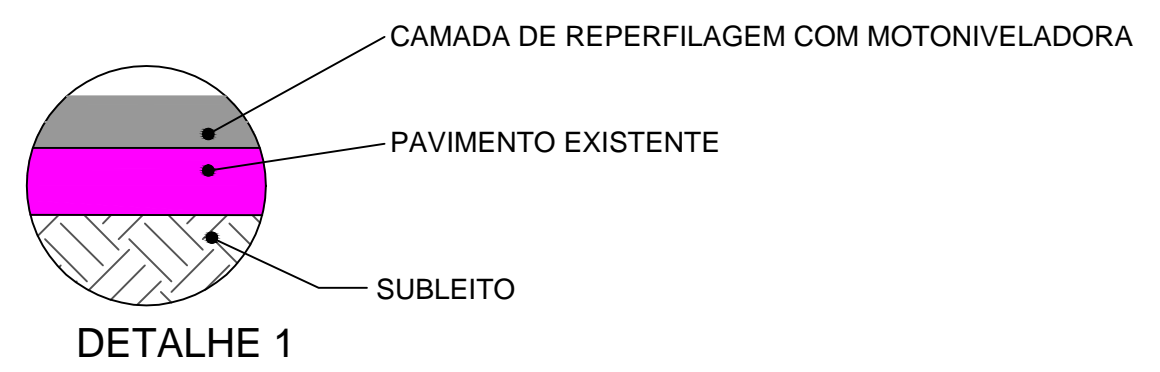 CAMADA DE REPERFILAGEM COM MOTONIVELADORA
PAVIMENTO EXISTENTE
SUBLEITO
DETALHE 1